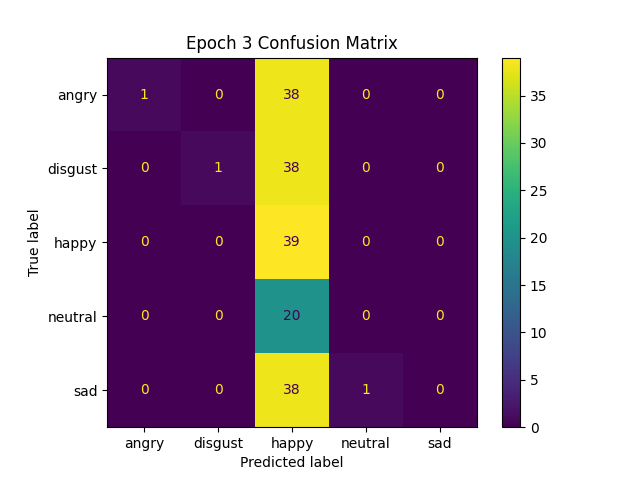 Epoch 3 Confusion Matrix
True label
angry 1 0 38 0 0
disgust 0 1 38 0 0
happy 0 0 39 0 0
neutral 0 0 20 0 0
sad 0 0 38 1 0
angry disgust happy neutral sad
Predicted label
35
30
25
20
15
10
5
0